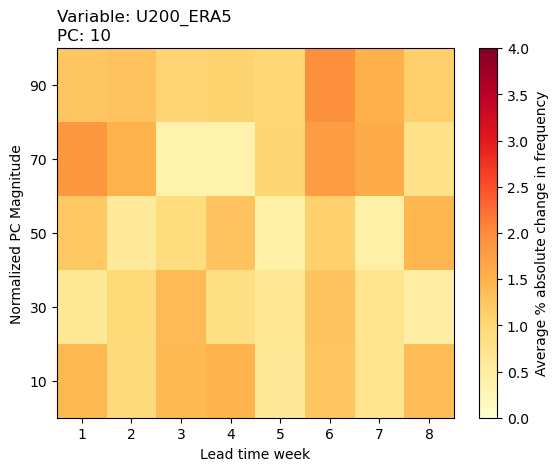 Variable: U200_ERA5
PC: 10
Normalized PC Magnitude
90
70
50
30
10
1 2 3 4 5 6 7 8
Lead time week
4.0
3.5
3.0
2.5
2.0
1.5
1.0
0.5
0.0
Average % absolute change in frequency